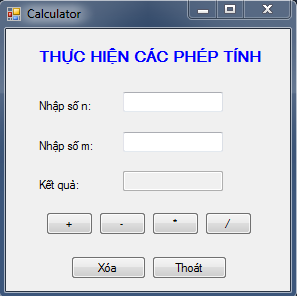 Calculator
THỰC HIỆN CÁC PHÉP TÍNH
Nhập số n:
Nhập số m:
Kết quả:
+ - * /
Xóa Thoát